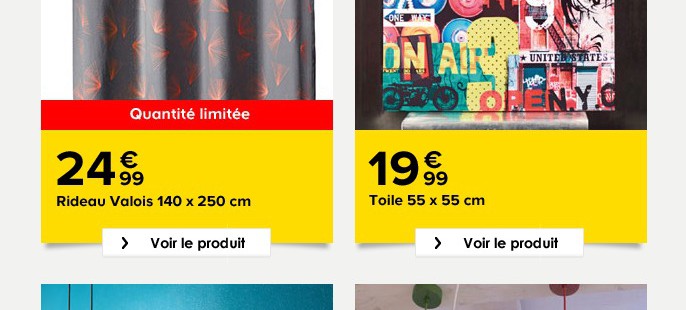 ONE WAY
ON AIR
★ UNITED STATES
OPEN.YC
Quantité limitée
24€99
Rideau Valois 140 x 250 cm
Voir le produit
19€99
Toile 55 x 55 cm
Voir le produit